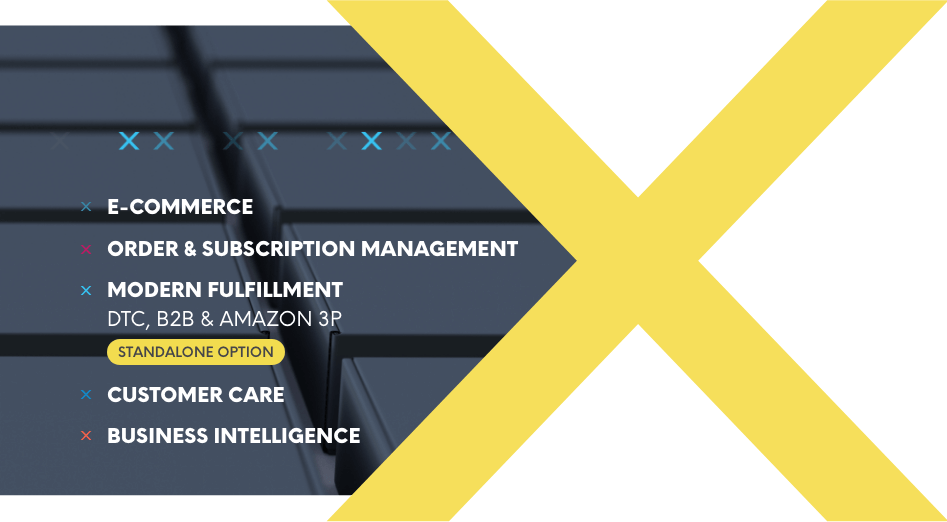 E-COMMERCE
ORDER & SUBSCRIPTION MANAGEMENT
MODERN FULFILLMENT
DTC, B2B & AMAZON 3P
STANDALONE OPTION
CUSTOMER CARE
BUSINESS INTELLIGENCE